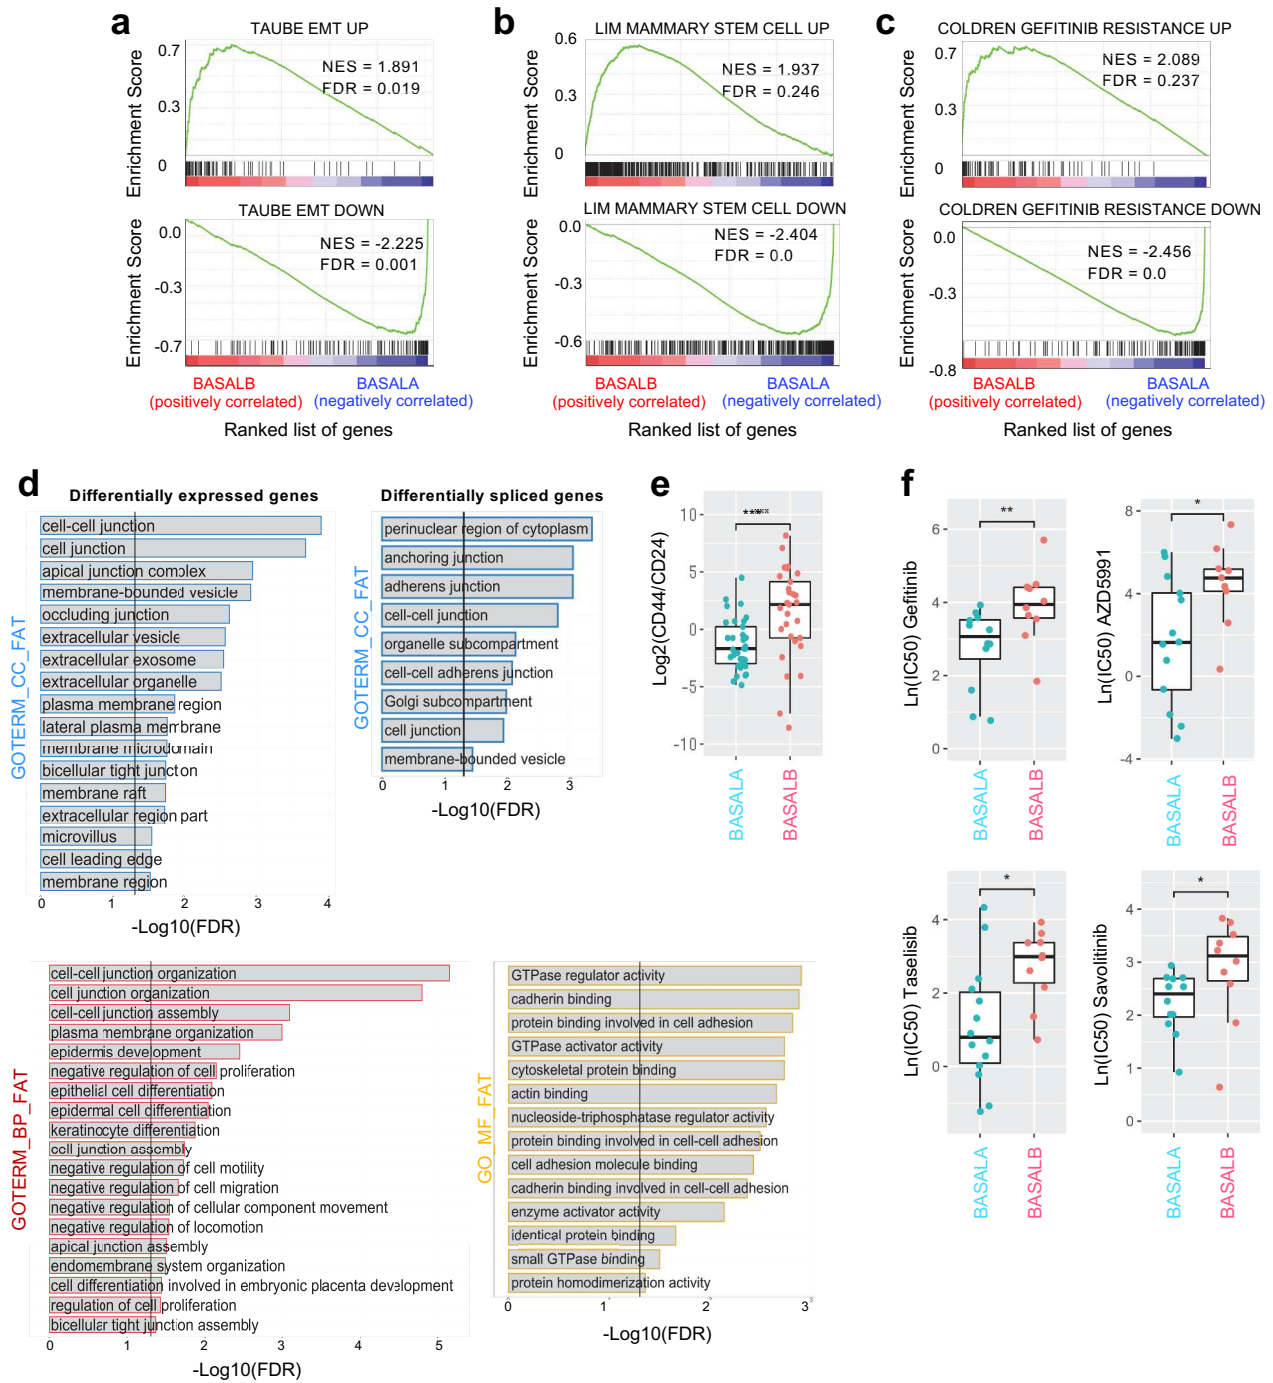 a
TAUBE EMT UP
Enrichment Score
0.7
0.3
0
NES = 1.891
FDR = 0.019
TAUBE EMT DOWN
Enrichment Score
0.0
-0.3
-0.7
NES = -2.225
FDR = 0.001
BASALB
(positively correlated)
BASALA
(negatively correlated)
Ranked list of genes
b
LIM MAMMARY STEM CELL UP
Enrichment Score
0.6
0.3
0
NES = 1.937
FDR = 0.246
LIM MAMMARY STEM CELL DOWN
Enrichment Score
0.0
-0.3
-0.6
NES = -2.404
FDR = 0.0
BASALB
(positively correlated)
BASALA
(negatively correlated)
Ranked list of genes
c
COLDREN GEFITINIB RESISTANCE UP
Enrichment Score
0.7
0.3
0
NES = 2.089
FDR = 0.237
COLDREN GEFITINIB RESISTANCE DOWN
Enrichment Score
0.0
-0.3
-0.8
NES = -2.456
FDR = 0.0
BASALB
(positively correlated)
BASALA
(negatively correlated)
Ranked list of genes
d
Differentially expressed genes
GOTERM_CC_FAT
cell-cell junction
cell junction
apical junction complex
membrane-bounded vesicle
occluding junction
extracellular vesicle
extracellular exosome
extracellular organelle
plasma membrane region
lateral plasma membrane
membrane microdomain
bicellular tight junction
membrane raft
extracellular region part
microvillus
cell leading edge
membrane region
0 1 2 3 4
-Log10(FDR)
Differentially spliced genes
GOTERM_CC_FAT
perinuclear region of cytoplasm
anchoring junction
adherens junction
cell-cell junction
organelle subcompartment
cell-cell adherens junction
Golgi subcompartment
cell junction
membrane-bounded vesicle
0 1 2 3
-Log10(FDR)
GOTERM_BP_FAT
cell-cell junction organization
cell junction organization
cell-cell junction assembly
plasma membrane organization
epidermis development
negative regulation of cell proliferation
epithelial cell differentiation
epidermal cell differentiation
keratinocyte differentiation
cell junction assembly
negative regulation of cell motility
negative regulation of cell migration
negative regulation of cellular component movement
negative regulation of locomotion
apical junction assembly
endomembrane system organization
cell differentiation involved in embryonic placenta development
regulation of cell proliferation
bicellular tight junction assembly
0 1 2 3 4 5
-Log10(FDR)
GO_MF_FAT
GTPase regulator activity
cadherin binding
protein binding involved in cell adhesion
GTPase activator activity
cytoskeletal protein binding
actin binding
nucleoside-triphosphatase regulator activity
protein binding involved in cell-cell adhesion
cell adhesion molecule binding
cadherin binding involved in cell-cell adhesion
enzyme activator activity
identical protein binding
small GTPase binding
protein homodimerization activity
0 1 2 3
-Log10(FDR)
e
Log2(CD44/CD24)
10
5
0
-5
-10
BASALA
BASALB
f
Ln(IC50) Gefitinib
6
4
2
0
**
BASALA
BASALB
Ln(IC50) AZD5991
8
4
0
-4
*
BASALA
BASALB
Ln(IC50) Taselisib
4
2
0
*
BASALA
BASALB
Ln(IC50) Savolitinib
4
3
2
1
0
*
BASALA
BASALB